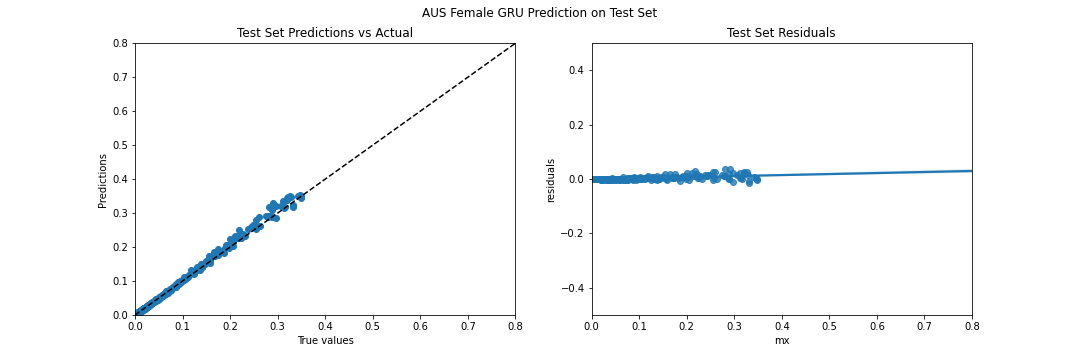 AUS Female GRU Prediction on Test Set
Test Set Predictions vs Actual
0.8
0.7
0.6
0.5
0.4
0.3
0.2
0.1
0.0
Predictions
0.0 0.1 0.2 0.3 0.4 0.5 0.6 0.7 0.8
True values
Test Set Residuals
0.4
0.2
0.0
−0.2
−0.4
residuals
0.0 0.1 0.2 0.3 0.4 0.5 0.6 0.7 0.8
mx